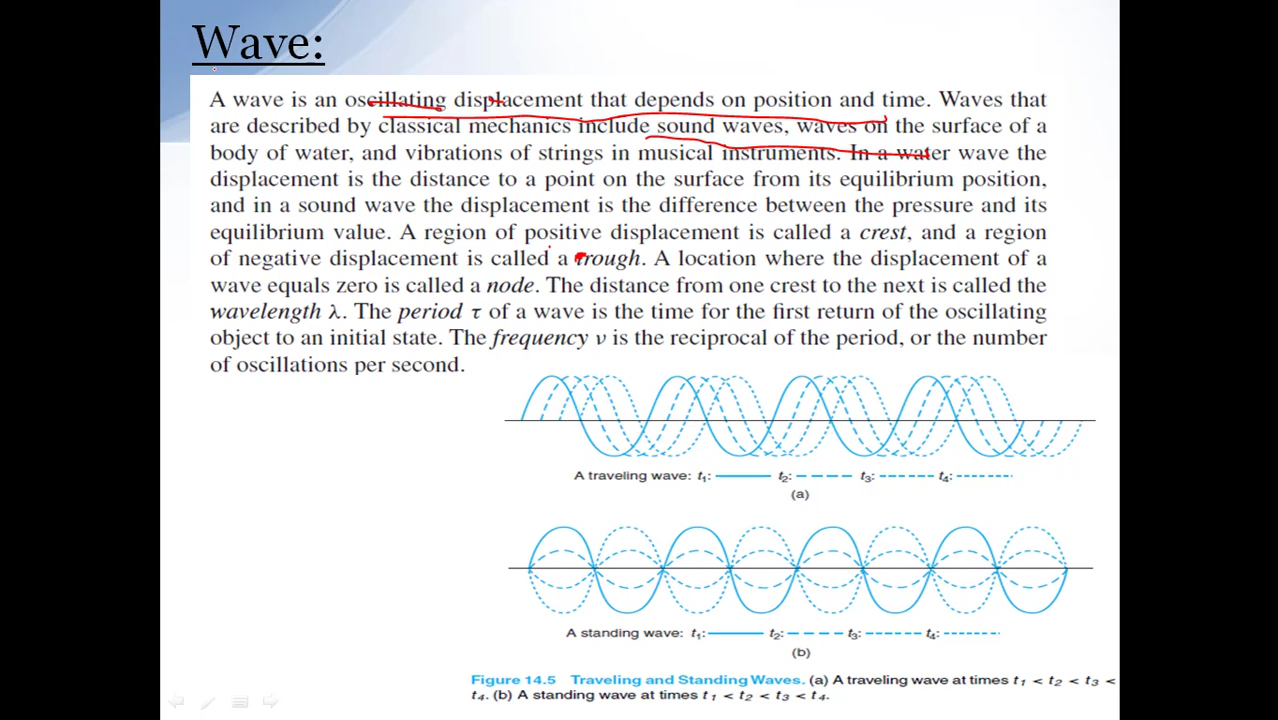 Wave:
A wave is an oscillating displacement that depends on position and time. Waves that
are described by classical mechanics include sound waves, waves on the surface of a
body of water, and vibrations of strings in musical instruments. In a water wave the
displacement is the distance to a point on the surface from its equilibrium position,
and in a sound wave the displacement is the difference between the pressure and its
equilibrium value. A region of positive displacement is called a crest, and a region
of negative displacement is called a trough. A location where the displacement of a
wave equals zero is called a node. The distance from one crest to the next is called the
wavelength λ. The period τ of a wave is the time for the first return of the oscillating
object to an initial state. The frequency ν is the reciprocal of the period, or the number
of oscillations per second.
A traveling wave: t₁: t₂: t₃: t₄:
(a)
A standing wave: t₁: t₂: t₃: t₄:
(b)
Figure 14.5 Traveling and Standing Waves. (a) A traveling wave at times t₁ < t₂ < t₃ <
t₄. (b) A standing wave at times t₁ < t₂ < t₃ < t₄.